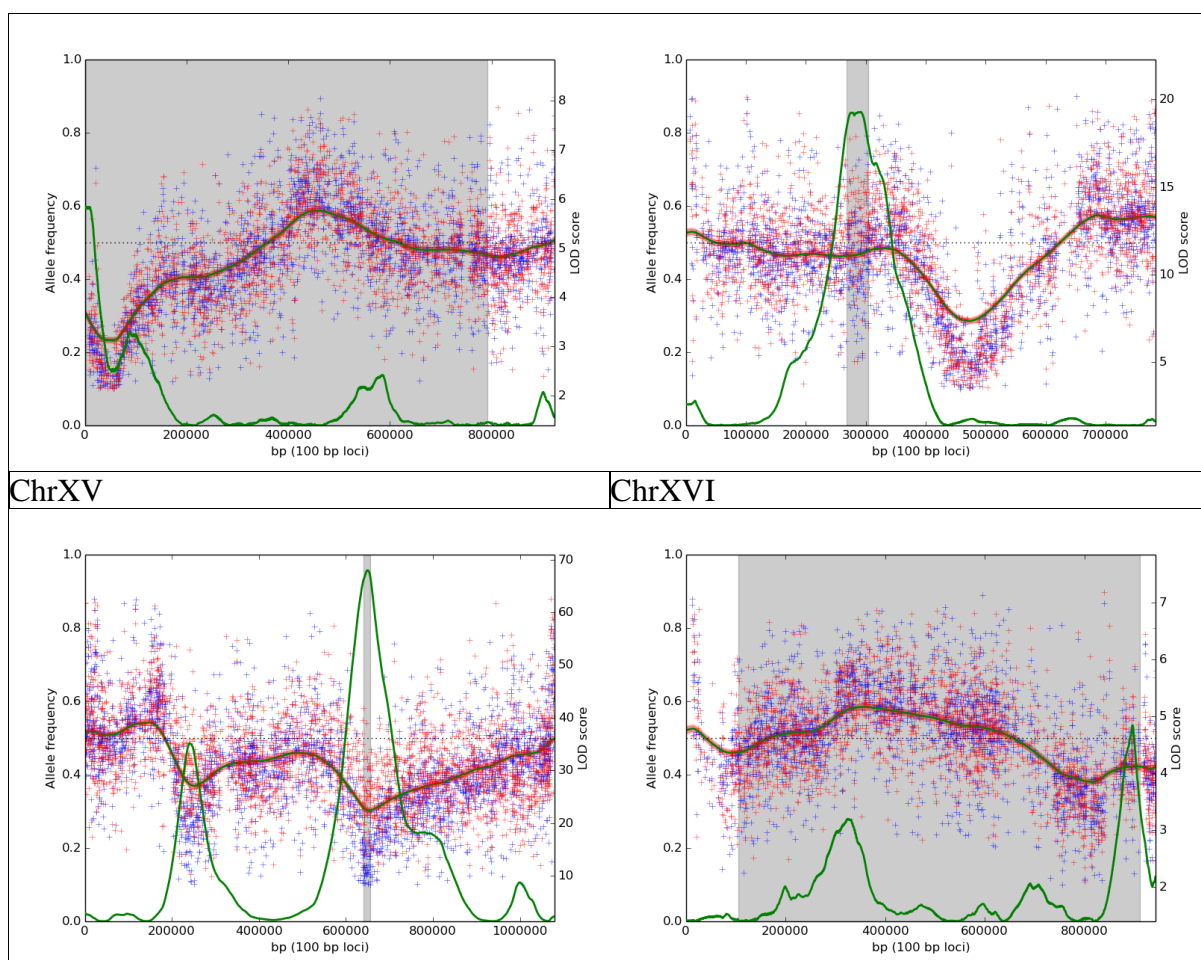 1.0
0.8
0.6
0.4
0.2
0.0
Allele frequency
8
7
6
5
4
3
2
LOD score
0 200000 400000 600000 800000
bp (100 bp loci)
1.0
0.8
0.6
0.4
0.2
0.0
Allele frequency
20
15
10
5
LOD score
0 100000 200000 300000 400000 500000 600000 700000
bp (100 bp loci)
ChrXV
ChrXVI
1.0
0.8
0.6
0.4
0.2
0.0
Allele frequency
70
60
50
40
30
20
10
LOD score
0 200000 400000 600000 800000 1000000
bp (100 bp loci)
1.0
0.8
0.6
0.4
0.2
0.0
Allele frequency
7
6
5
4
3
2
LOD score
200000 400000 600000 800000
bp (100 bp loci)